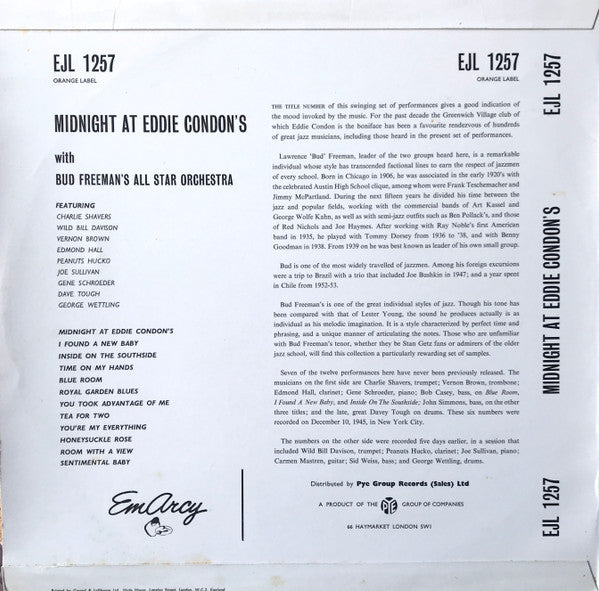 EJL 1257
ORANGE LABEL
MIDNIGHT AT EDDIE CONDON'S
with
BUD FREEMAN'S ALL STAR ORCHESTRA
FEATURING
CHARLIE SHAVERS
WILD BILL DAVISON
VERNON BROWN
EDMOND HALL
PEANUTS HUCKO
JOE SULLIVAN
GENE SCHROEDER
DAVE TOUGH
GEORGE WETTLING
MIDNIGHT AT EDDIE CONDON'S
I FOUND A NEW BABY
INSIDE ON THE SOUTHSIDE
TIME ON MY HANDS
BLUE ROOM
ROYAL GARDEN BLUES
YOU TOOK ADVANTAGE OF ME
TEA FOR TWO
YOU'RE MY EVERYTHING
HONEYSUCKLE ROSE
ROOM WITH A VIEW
SENTIMENTAL BABY
EmArcy
EJL 1257
ORANGE LABEL
THE TITLE NUMBER of this swinging set of performances gives a good indication of
the mood invoked by the music. For the past decade the Greenwich Village club of
which Eddie Condon is the boniface has been a favourite rendezvous of hundreds
of great jazz musicians, including those heard in the present set of performances.
Lawrence 'Bud' Freeman, leader of the two groups heard here, is a remarkable
individual whose style has transcended factional lines to earn the respect of jazzmen
of every school. Born in Chicago in 1906, he was associated in the early 1920's with
the celebrated Austin High School clique, among whom were Frank Teschemacher and
Jimmy McPartland. During the next fifteen years he divided his time between the
jazz and popular fields, working with the commercial bands of Art Kassel and
George Wolfe Kahn, as well as with semi-jazz outfits such as Ben Pollack's, and those
of Red Nichols and Joe Haymes. After working with Ray Noble's first American
band in 1935, he played with Tommy Dorsey from 1936 to '38, and with Benny
Goodman in 1938. From 1939 on he was best known as leader of his own small group.
Bud is one of the most widely travelled of jazzmen. Among his foreign excursions
were a trip to Brazil with a trio that included Joe Bushkin in 1947; and a year spent
in Chile from 1952-53.
Bud Freeman's is one of the great individual styles of jazz. Though his tone has
been compared with that of Lester Young, the sound he produces actually is as
individual as his melodic imagination. It is a style characterized by perfect time and
phrasing, and a unique manner of articulating the notes. Those who are unfamiliar
with Bud Freeman's tenor, whether they be Stan Getz fans or admirers of the older
jazz school, will find this collection a particularly rewarding set of samples.
Seven of the twelve performances here have never been previously released. The
musicians on the first side are Charlie Shavers, trumpet; Vernon Brown, trombone;
Edmond Hall, clarinet; Gene Schroeder, piano; Bob Casey, bass, on Blue Room,
I Found A New Baby, and Inside On The Southside; John Simmons, bass, on the other
three titles; and the late, great Davey Tough on drums. These six numbers were
recorded on December 10, 1945, in New York City.
The numbers on the other side were recorded five days earlier, in a session that
included Wild Bill Davison, trumpet; Peanuts Hucko, clarinet; Joe Sullivan, piano;
Carmen Mastren, guitar; Sid Weiss, bass; and George Wettling, drums.
Distributed by Pye Group Records (Sales) Ltd
A PRODUCT OF THE PYE GROUP OF COMPANIES
66 HAYMARKET LONDON SW1
EJL 1257
MIDNIGHT AT EDDIE CONDON'S
EJL 1257